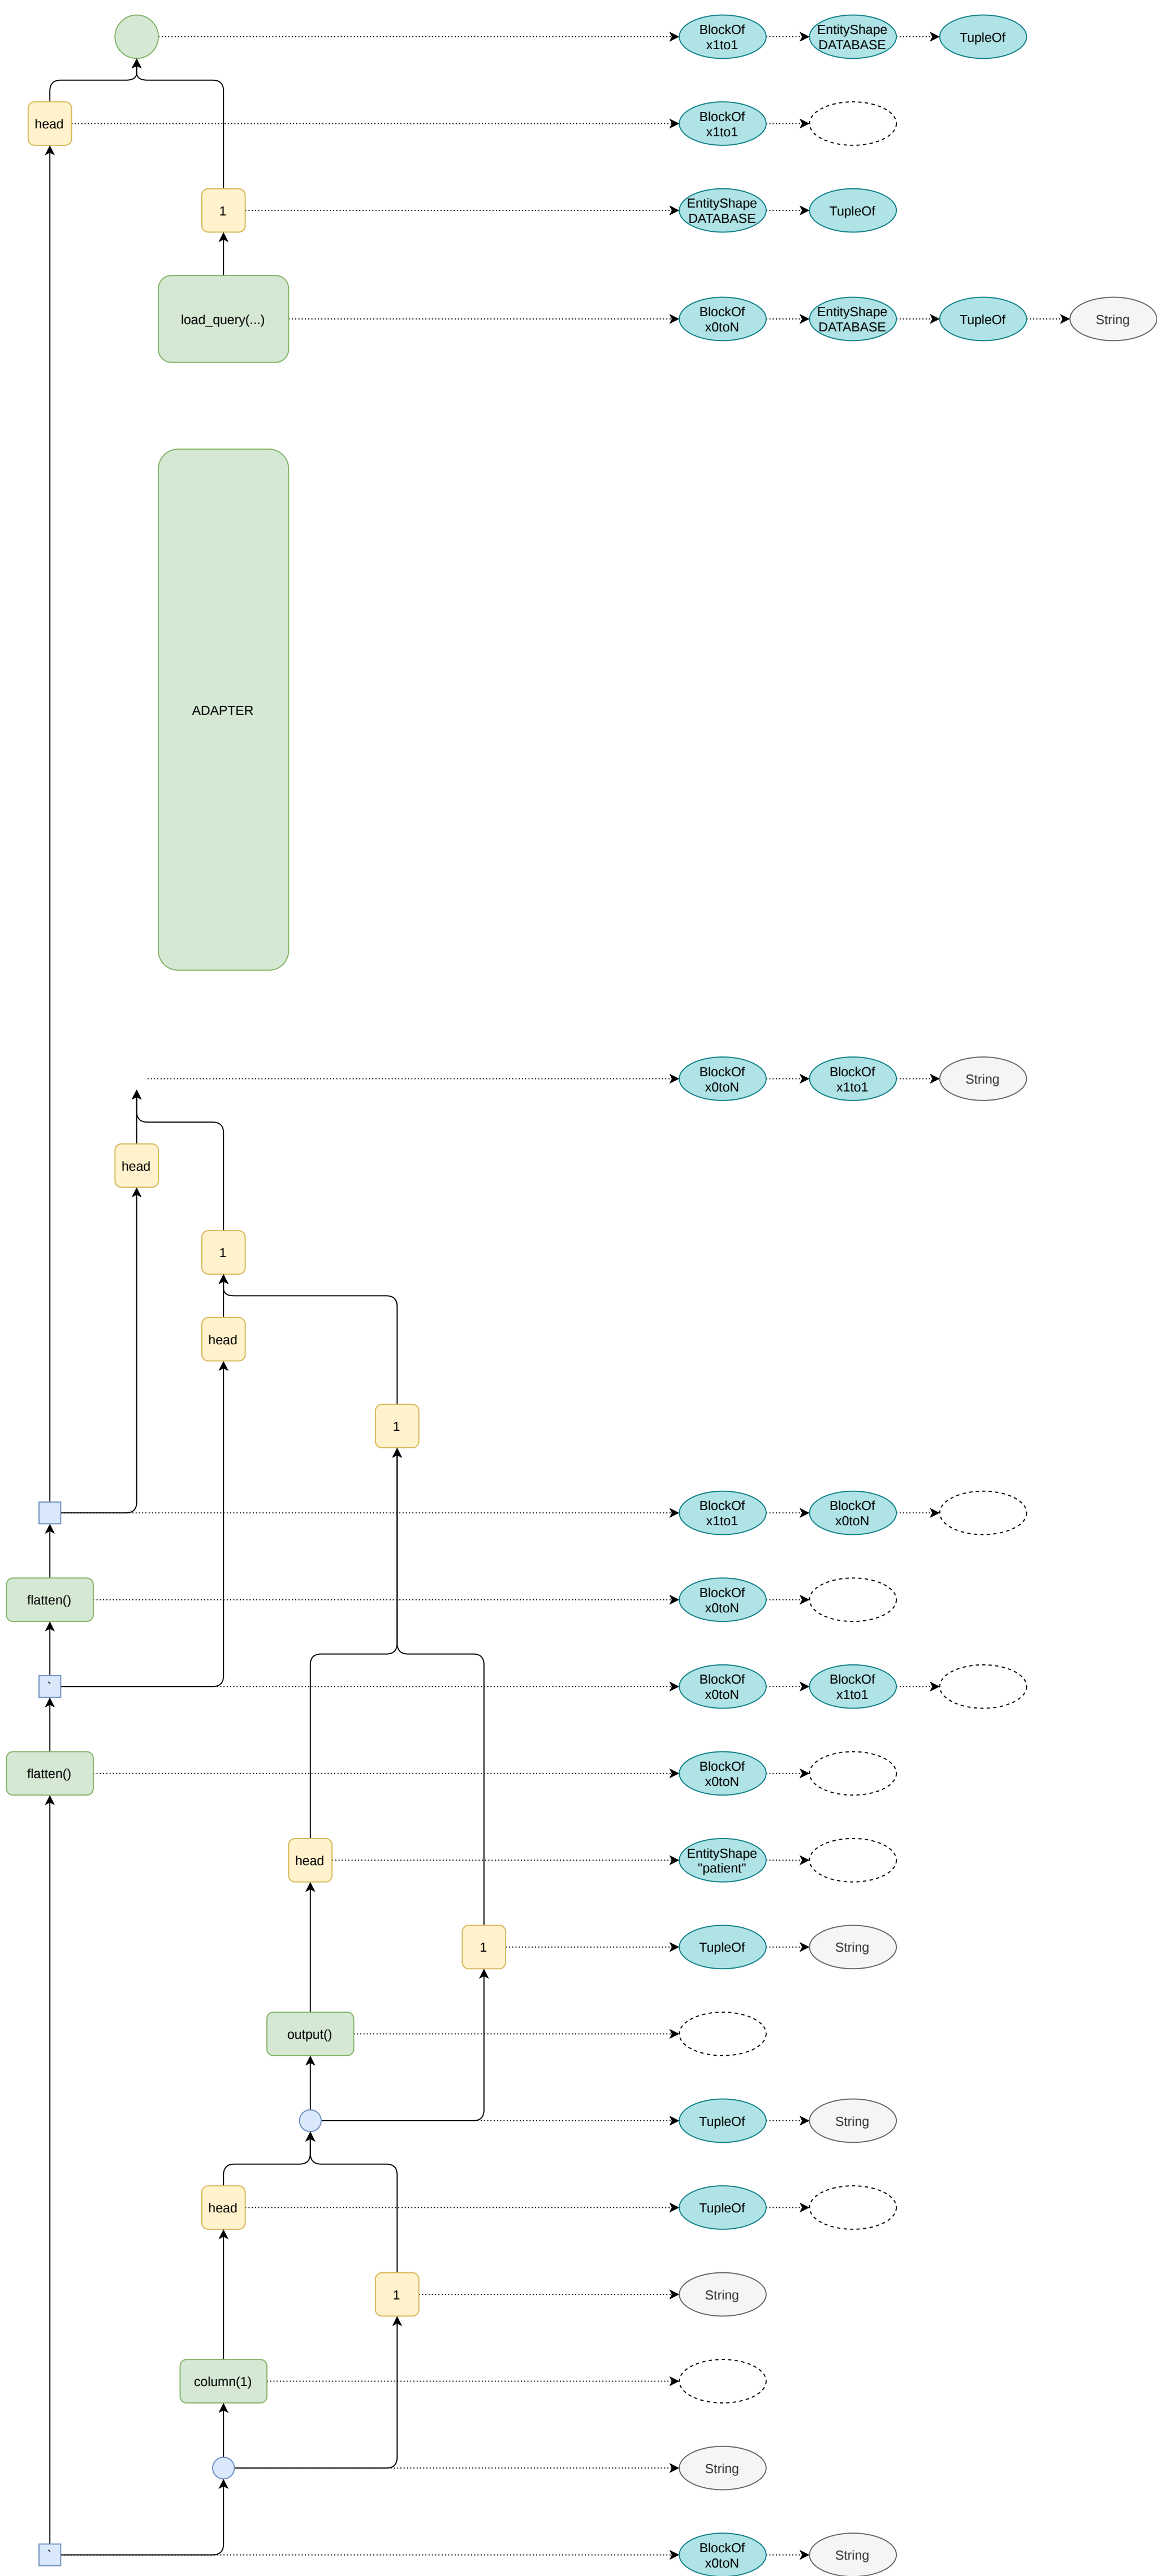 BlockOf
x1to1
EntityShape
DATABASE
TupleOf
head
BlockOf
x1to1
1
EntityShape
DATABASE
TupleOf
load_query(...)
BlockOf
x0toN
EntityShape
DATABASE
TupleOf
String
ADAPTER
BlockOf
x0toN
BlockOf
x1to1
String
head
1
head
1
BlockOf
x1to1
BlockOf
x0toN
flatten()
BlockOf
x0toN
`
BlockOf
x0toN
BlockOf
x1to1
flatten()
BlockOf
x0toN
head
EntityShape
"patient"
1
TupleOf
String
output()
TupleOf
String
head
TupleOf
1
String
column(1)
String
`
BlockOf
x0toN
String